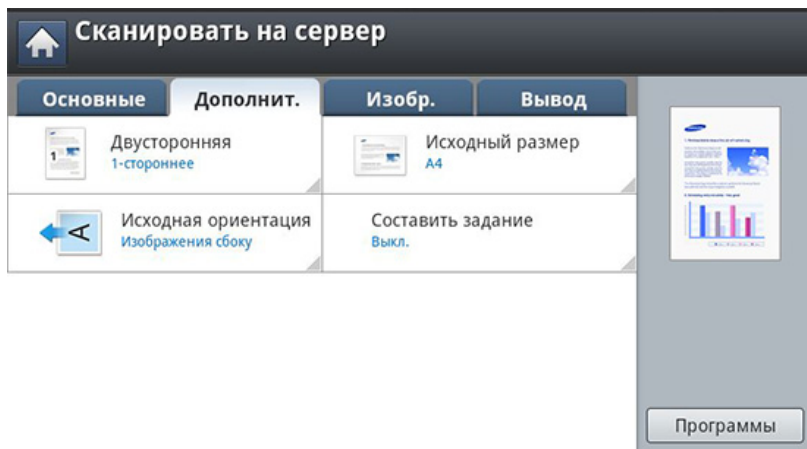 Сканировать на сервер
Основные
Дополнит.
Изобр.
Вывод
Двусторонняя
1-стороннее
Исходный размер
A4
Исходная ориентация
Изображения сбоку
Составить задание
Выкл.
Программы